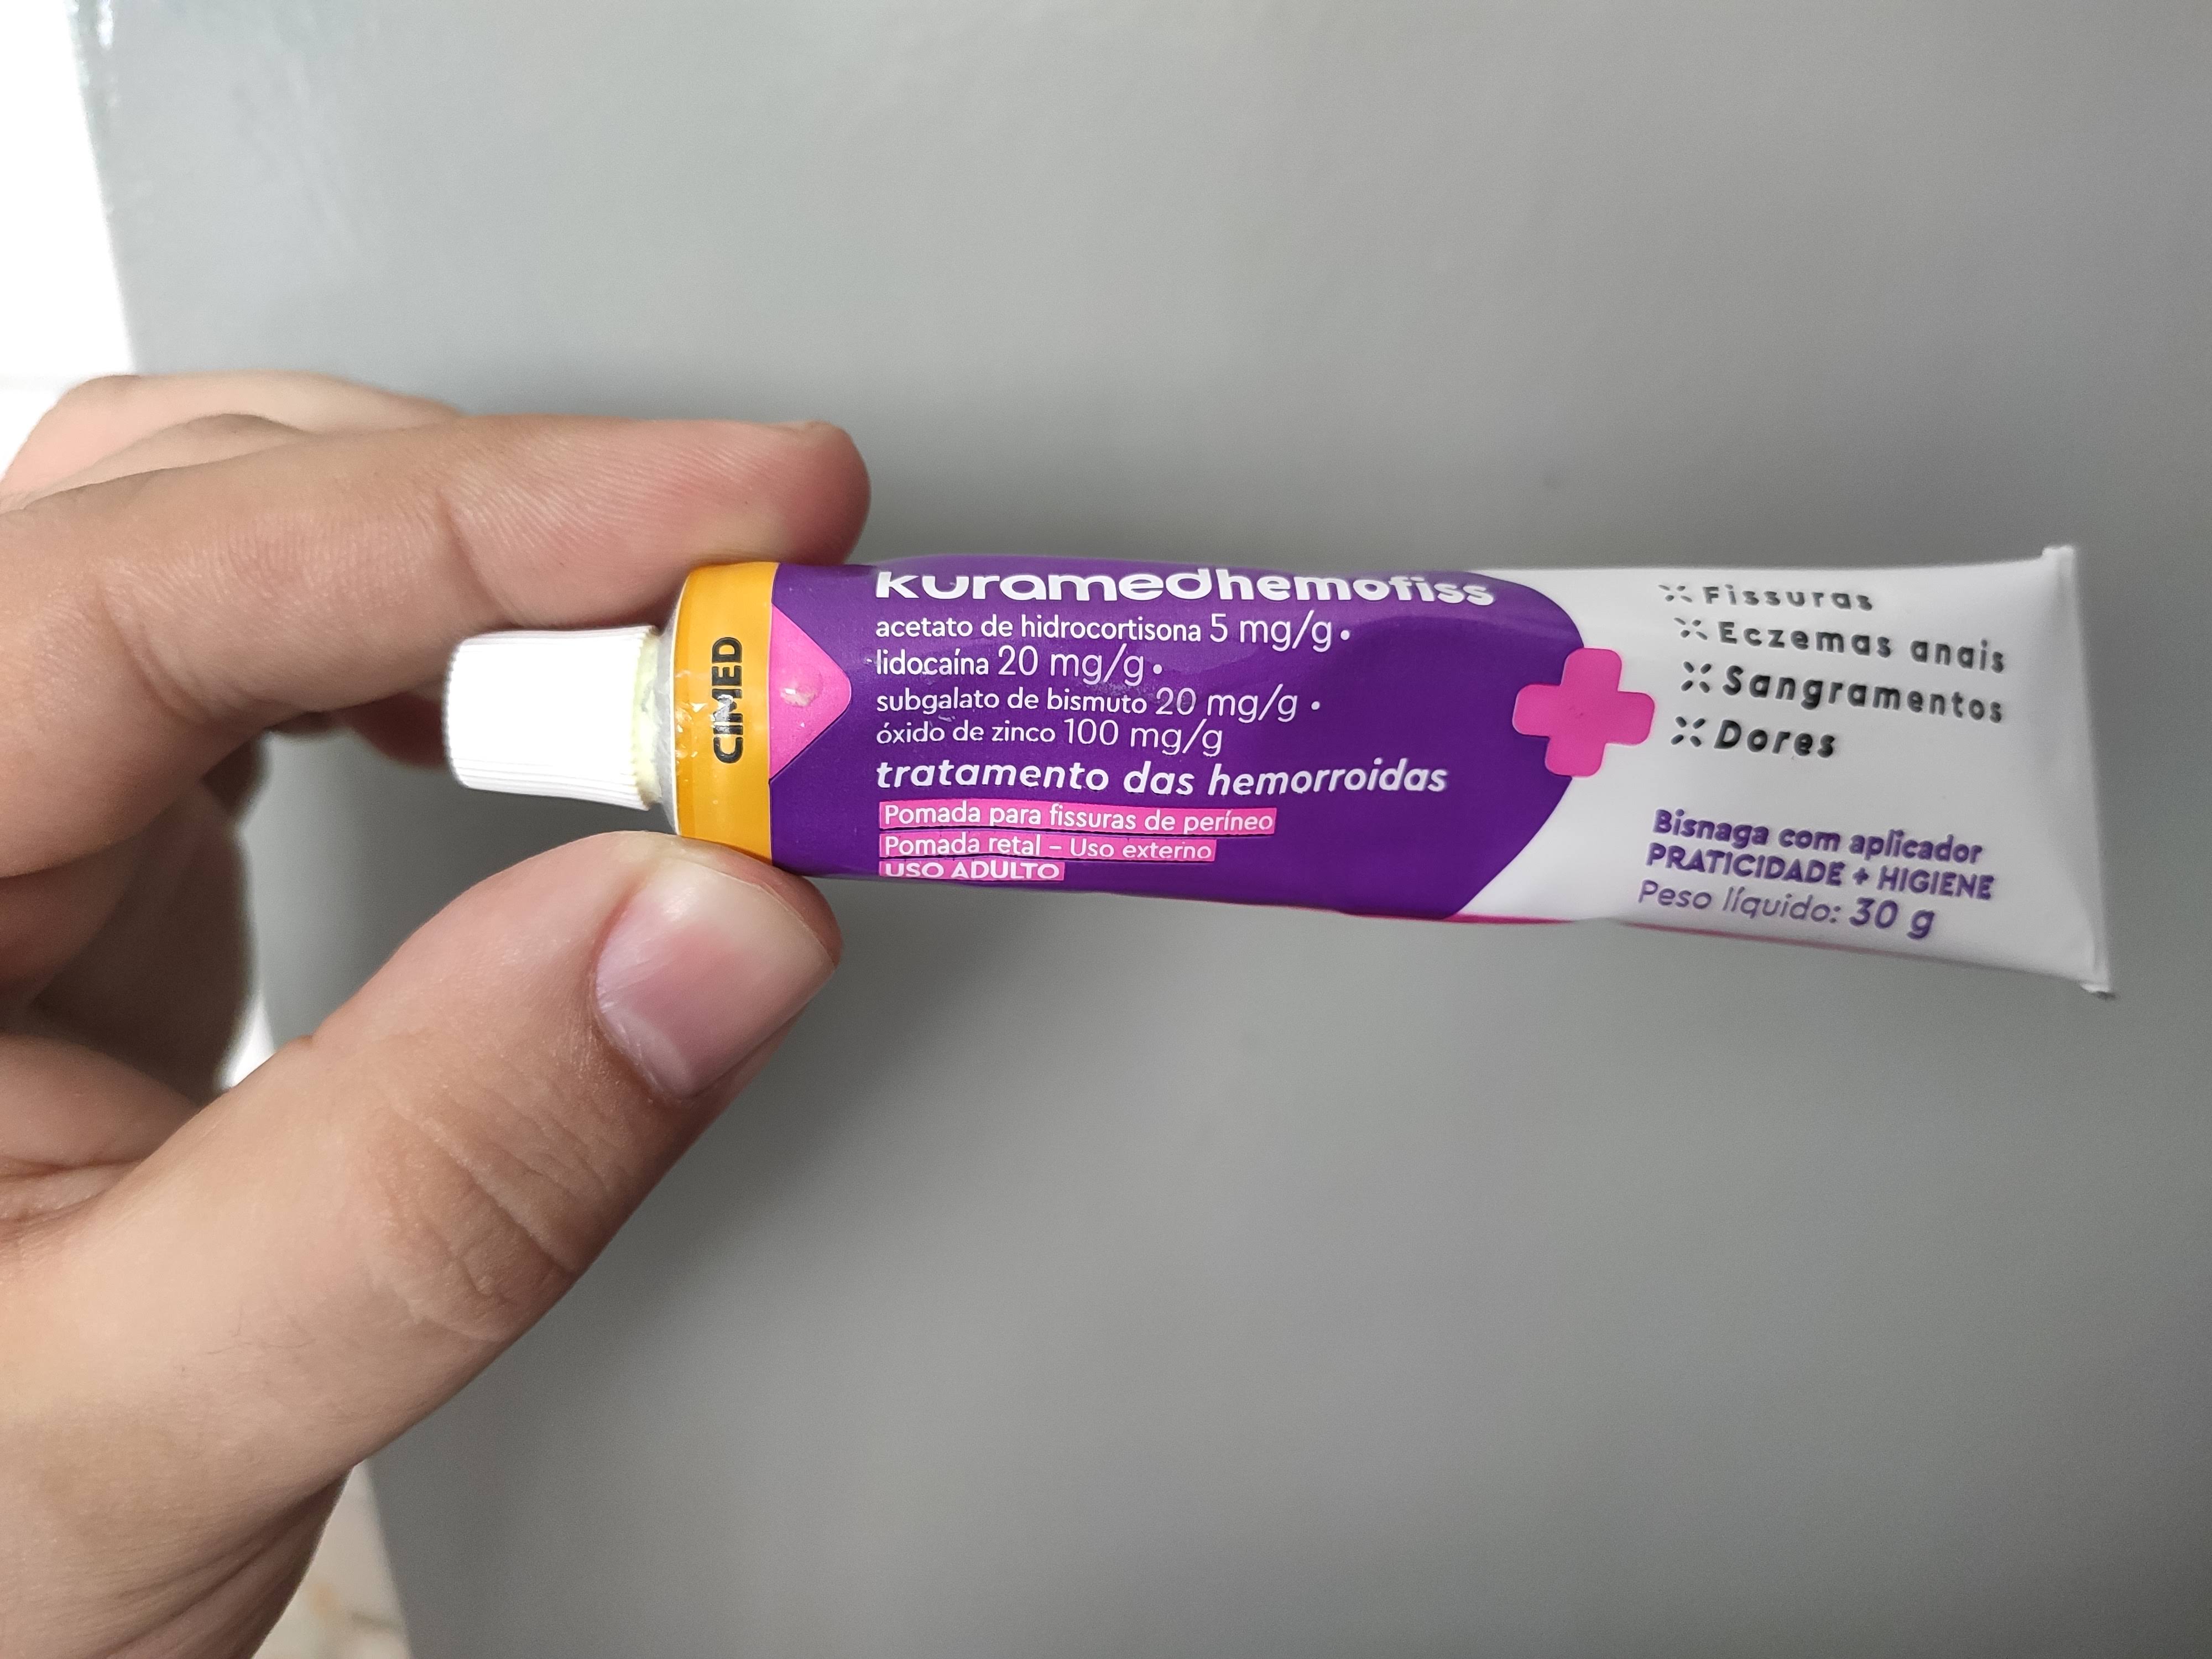 CIMED
kuramedhemofiss
acetato de hidrocortisona 5 mg/g •
lidocaína 20 mg/g •
subgalato de bismuto 20 mg/g •
óxido de zinco 100 mg/g
tratamento das hemorroidas
Pomada para fissuras de períneo
Pomada retal – Uso externo
USO ADULTO
Fissuras
Eczemas anais
Sangramentos
Dores
Bisnaga com aplicador
PRATICIDADE + HIGIENE
Peso líquido: 30 g